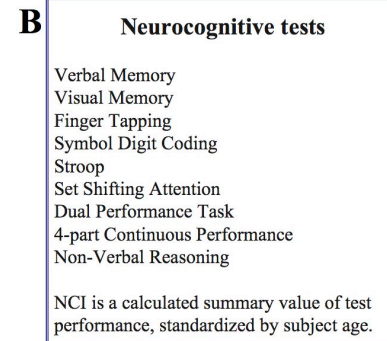 B
Neurocognitive tests
Verbal Memory
Visual Memory
Finger Tapping
Symbol Digit Coding
Stroop
Set Shifting Attention
Dual Performance Task
4-part Continuous Performance
Non-Verbal Reasoning
NCI is a calculated summary value of test
performance, standardized by subject age.